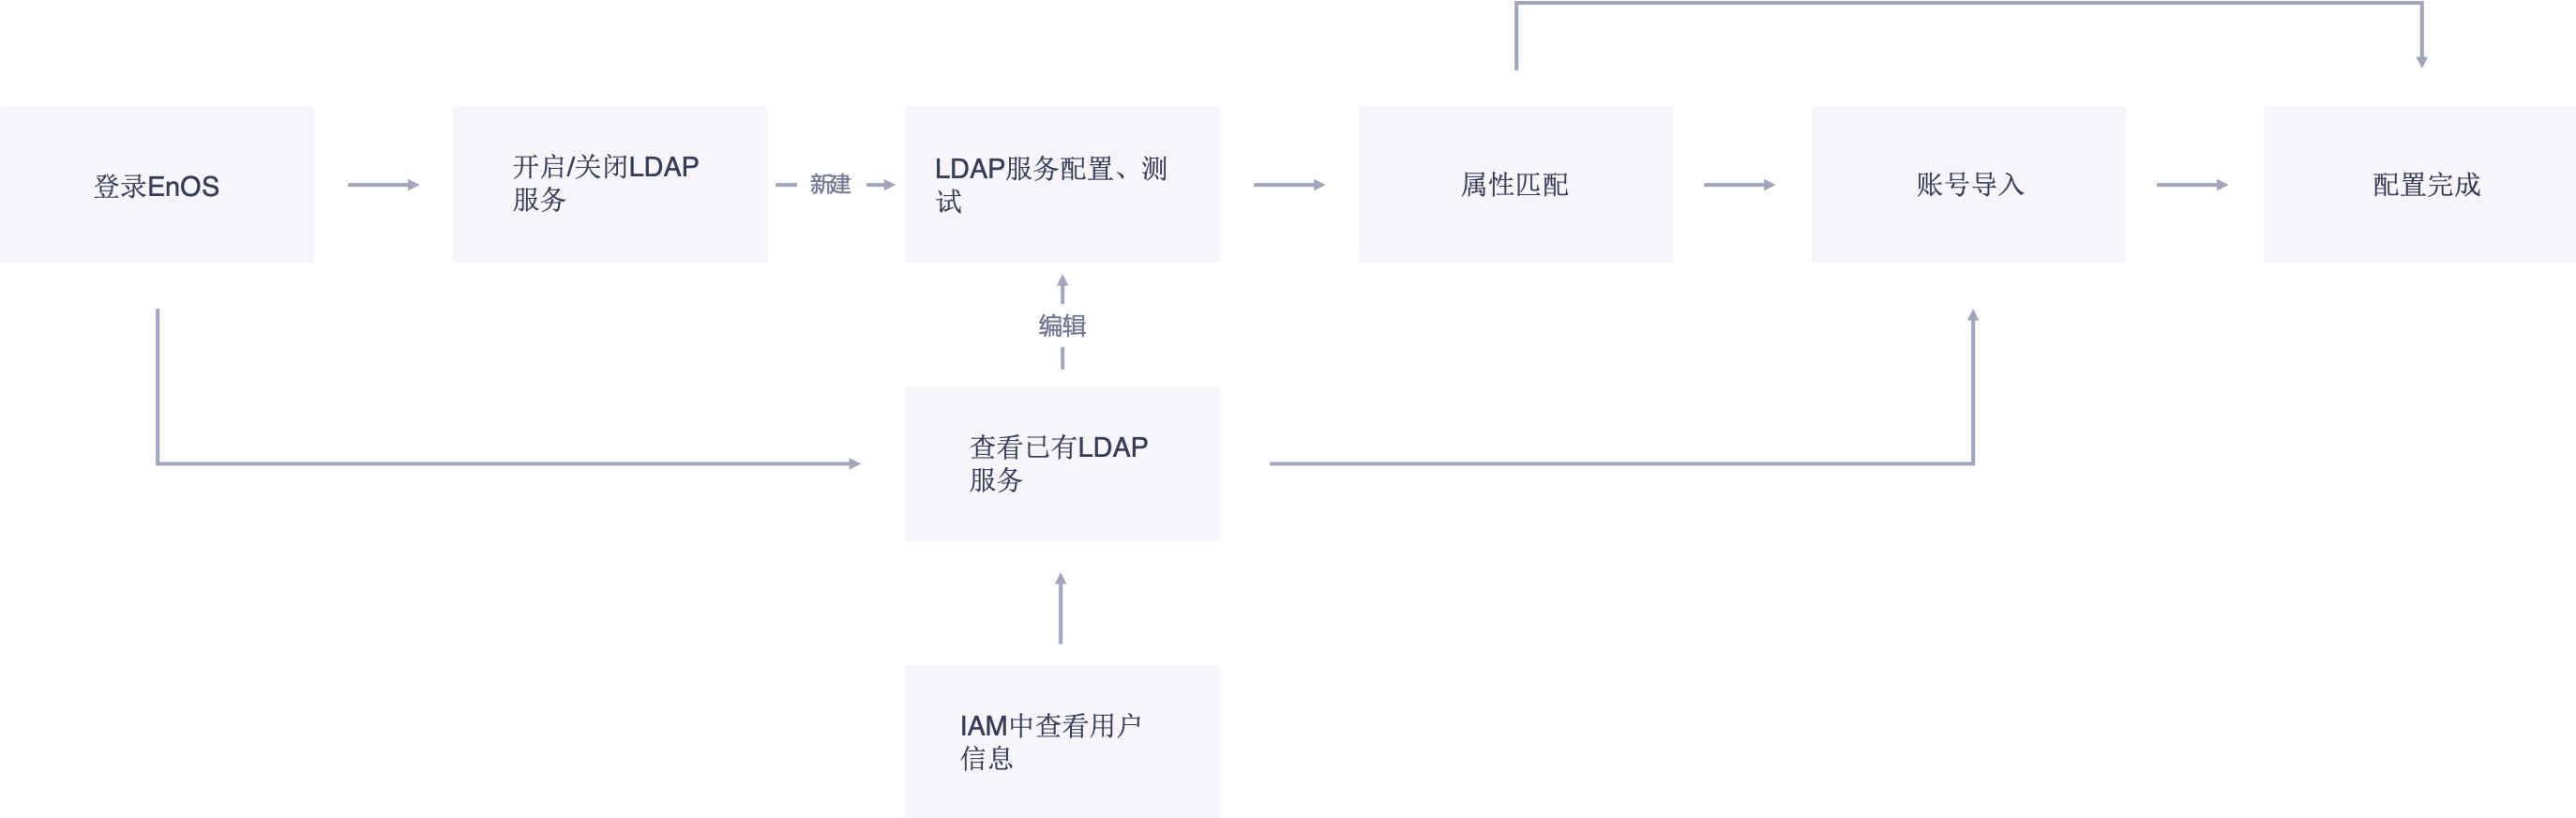 登录EnOS
开启/关闭LDAP
服务
新建
LDAP服务配置、测
试
属性匹配
账号导入
配置完成
编辑
查看已有LDAP
服务
IAM中查看用户
信息